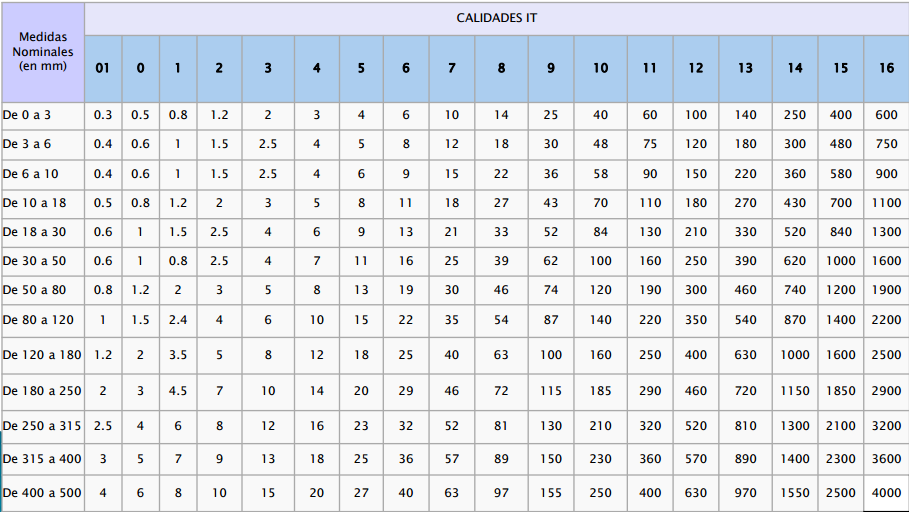 CALIDADES IT
Medidas
Nominales
(en mm)
01 0 1 2 3 4 5 6 7 8 9 10 11 12 13 14 15 16
De 0 a 3 0.3 0.5 0.8 1.2 2 3 4 6 10 14 25 40 60 100 140 250 400 600
De 3 a 6 0.4 0.6 1 1.5 2.5 4 5 8 12 18 30 48 75 120 180 300 480 750
De 6 a 10 0.4 0.6 1 1.5 2.5 4 6 9 15 22 36 58 90 150 220 360 580 900
De 10 a 18 0.5 0.8 1.2 2 3 5 8 11 18 27 43 70 110 180 270 430 700 1100
De 18 a 30 0.6 1 1.5 2.5 4 6 9 13 21 33 52 84 130 210 330 520 840 1300
De 30 a 50 0.6 1 0.8 2.5 4 7 11 16 25 39 62 100 160 250 390 620 1000 1600
De 50 a 80 0.8 1.2 2 3 5 8 13 19 30 46 74 120 190 300 460 740 1200 1900
De 80 a 120 1 1.5 2.4 4 6 10 15 22 35 54 87 140 220 350 540 870 1400 2200
De 120 a 180 1.2 2 3.5 5 8 12 18 25 40 63 100 160 250 400 630 1000 1600 2500
De 180 a 250 2 3 4.5 7 10 14 20 29 46 72 115 185 290 460 720 1150 1850 2900
De 250 a 315 2.5 4 6 8 12 16 23 32 52 81 130 210 320 520 810 1300 2100 3200
De 315 a 400 3 5 7 9 13 18 25 36 57 89 150 230 360 570 890 1400 2300 3600
De 400 a 500 4 6 8 10 15 20 27 40 63 97 155 250 400 630 970 1550 2500 4000